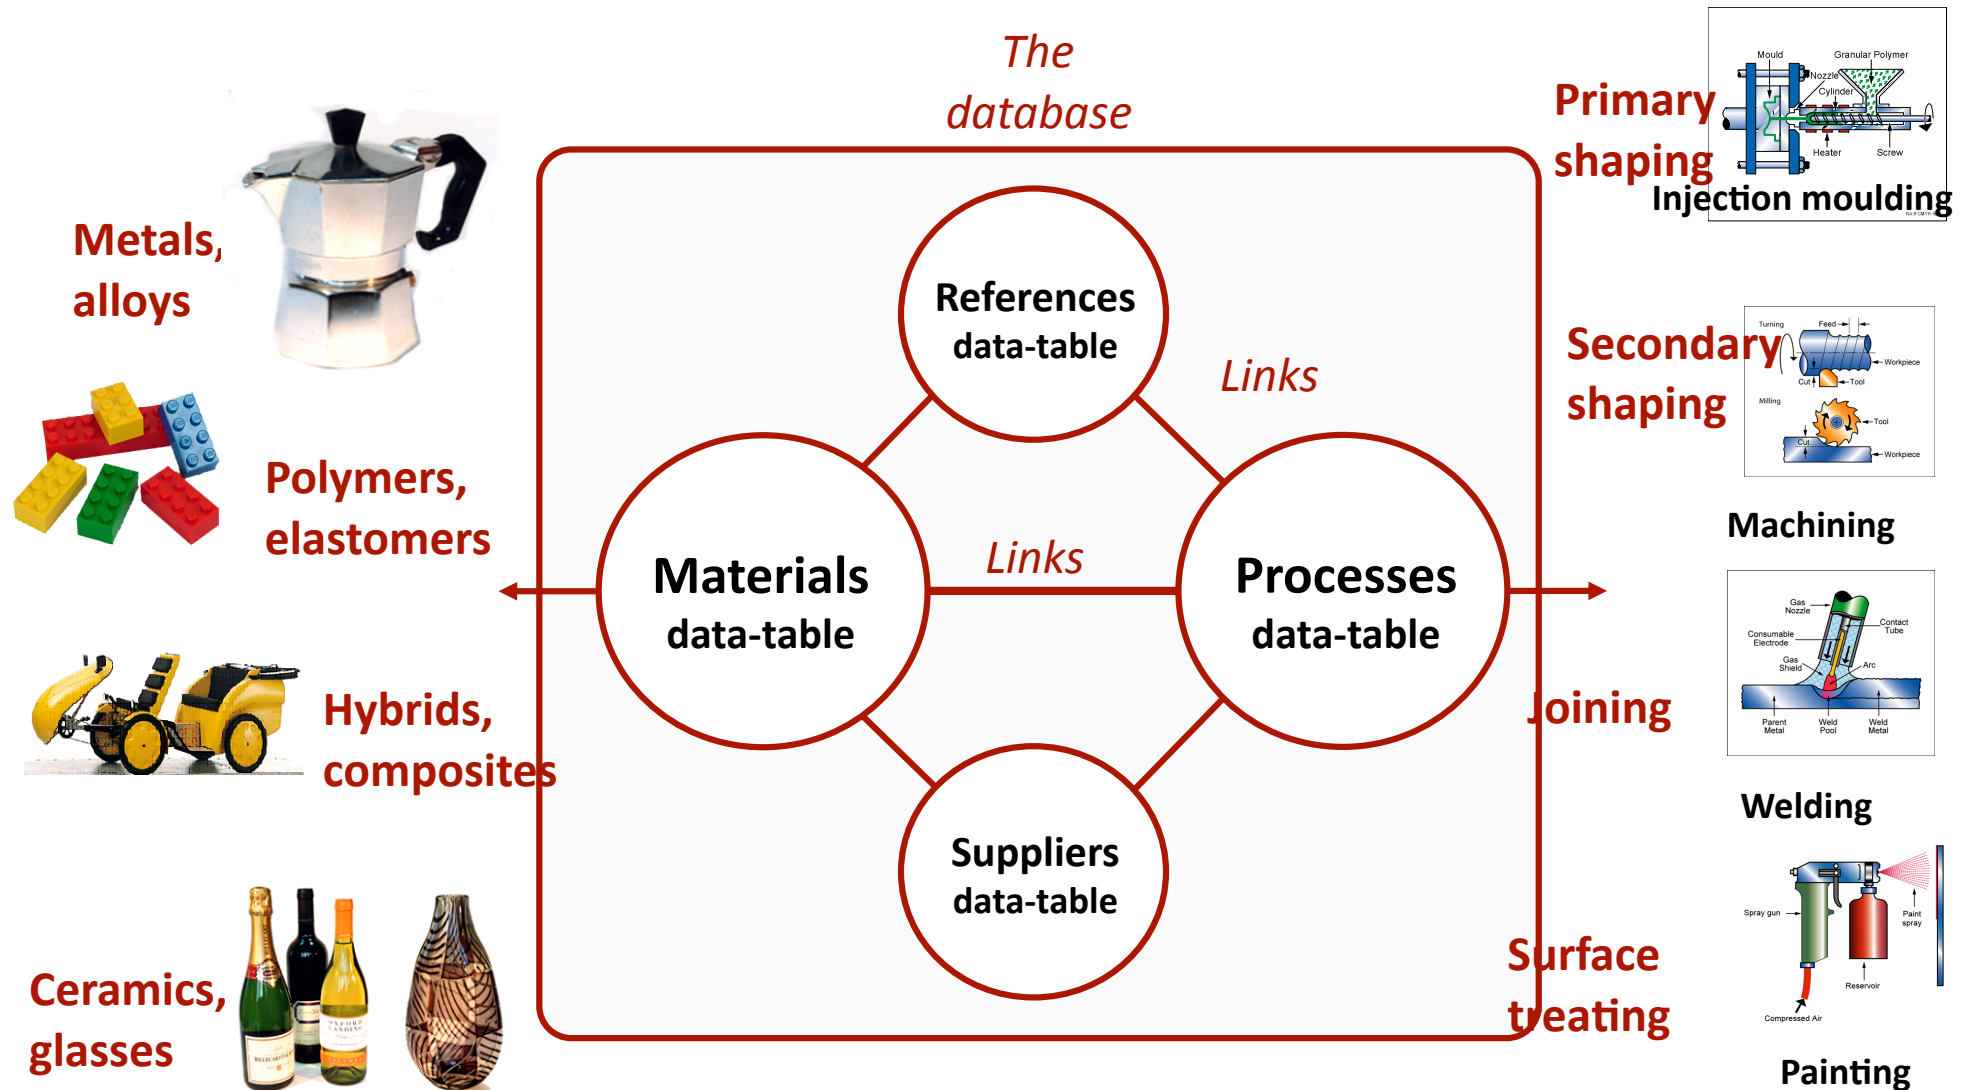 The
database
Metals,
alloys
Polymers,
elastomers
Hybrids,
composites
Ceramics,
glasses
References
data-table
Links
Materials
data-table
Links
Processes
data-table
Suppliers
data-table
Primary
shaping
Mould
Granular Polymer
Nozzle
Cylinder
Heater
Screw
Injection moulding
Secondary
shaping
Turning
Feed
Workpiece
Cut
Tool
Milling
Tool
Cut
Workpiece
Machining
Joining
Gas
Nozzle
Contact
Tube
Consumable
Electrode
Gas
Shield
Arc
Parent
Metal
Weld
Pool
Weld
Metal
Welding
Surface
treating
Spray gun
Paint
spray
Reservoir
Compressed Air
Painting
OXFORD
LANDING